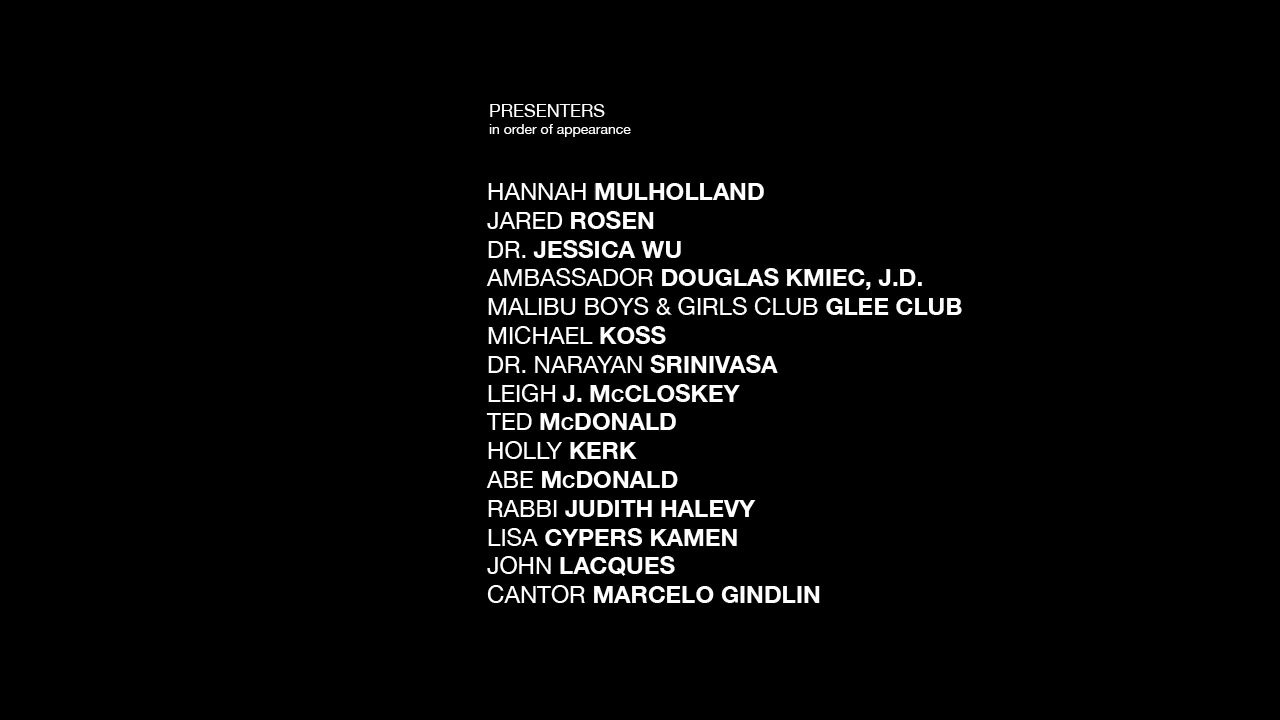 PRESENTERS
in order of appearance
HANNAH MULHOLLAND
JARED ROSEN
DR. JESSICA WU
AMBASSADOR DOUGLAS KMIEC, J.D.
MALIBU BOYS & GIRLS CLUB GLEE CLUB
MICHAEL KOSS
DR. NARAYAN SRINIVASA
LEIGH J. McCLOSKEY
TED McDONALD
HOLLY KERK
ABE McDONALD
RABBI JUDITH HALEVY
LISA CYPERS KAMEN
JOHN LACQUES
CANTOR MARCELO GINDLIN